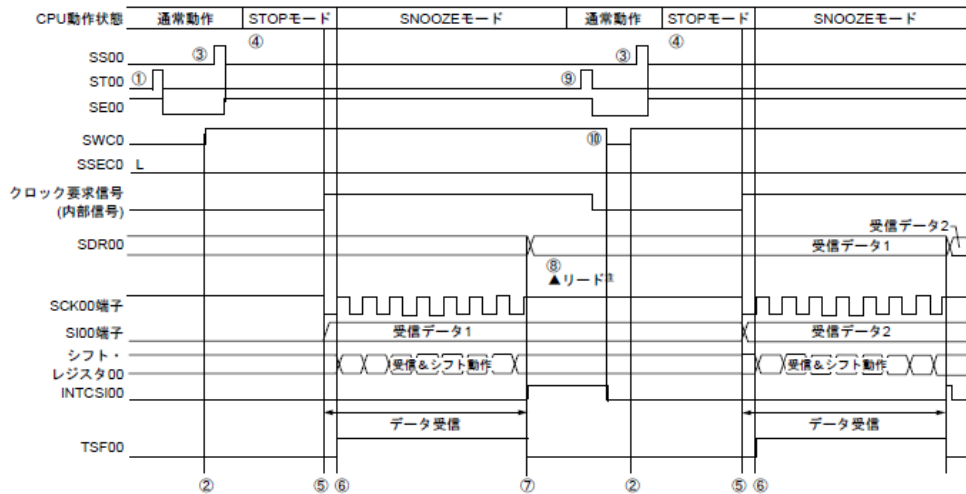 CPU動作状態 通常動作 STOPモード SNOOZEモード 通常動作 STOPモード SNOOZEモード
④ ④
SS00 ③ ③
ST00 ① ⑨
SE00
SWC0 ⑩
SSEC0 L
クロック要求信号
(内部信号)
受信データ2
SDR00 受信データ1
⑧
▲リード注
SCK00端子
SI00端子 受信データ1 受信データ2
シフト・
レジスタ00 受信&シフト動作 受信&シフト動作
INTCSI00
データ受信 データ受信
TSF00
② ⑤ ⑥ ⑦ ② ⑤ ⑥